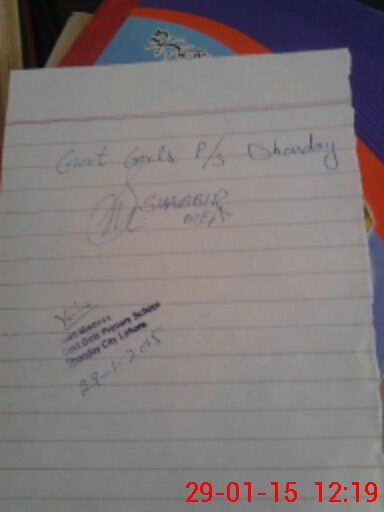 Govt Girls P/s Dhanday
SHABBIR
MEA
Head Mistress
Govt. Girls Primary School
Dhanday City Lahore
29-1-2015
29-01-15 12:19